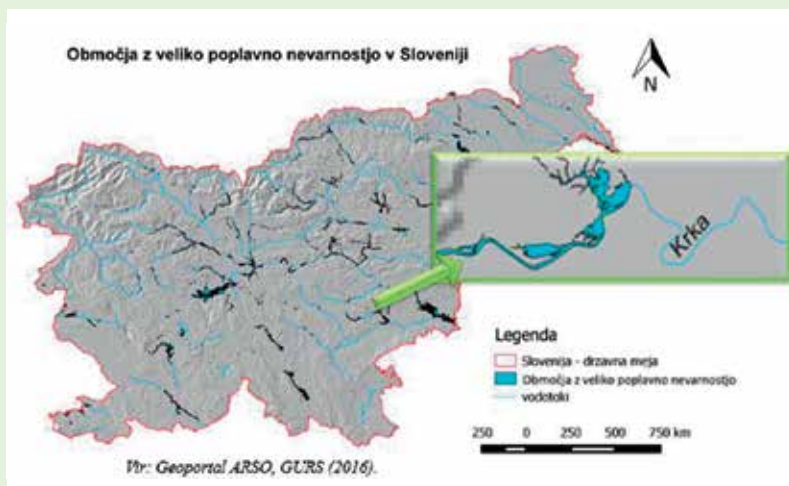 Območja z veliko poplavno nevarnostjo v Sloveniji
N
Krka
Legenda
Slovenija - drzavna meja
Območja z veliko poplavno nevarnostjo
vodotoki
250 0 250 500 750 km
Vir: Geoportal ARSO, GURS (2016).